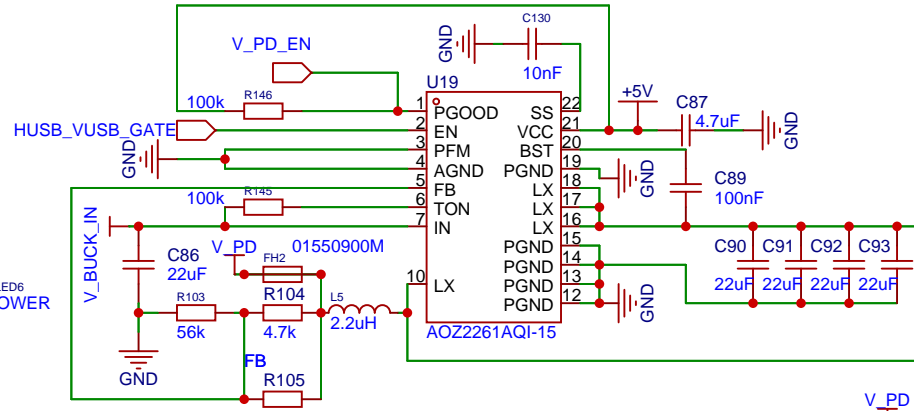 C130
GND
10nF
V_PD_EN
U19
R146
100k
HUSB_VUSB_GATE
GND
1
PGOOD
2
EN
3
PFM
4
AGND
5
FB
6
TON
7
IN
10
LX
22
SS
21
VCC
20
BST
19
PGND
18
LX
17
LX
16
LX
15
PGND
14
PGND
13
PGND
12
PGND
AOZ2261AQI-15
+5V
C87
4.7uF
GND
GND
C89
100nF
R145
100k
V_BUCK_IN
C86
22uF
V_PD
01550900M
FH2
LED6
OWER
R103
56k
R104
4.7k
L5
2.2uH
GND
FB
R105
C90
C91
C92
C93
22uF
22uF
22uF
22uF
GND
V_PD